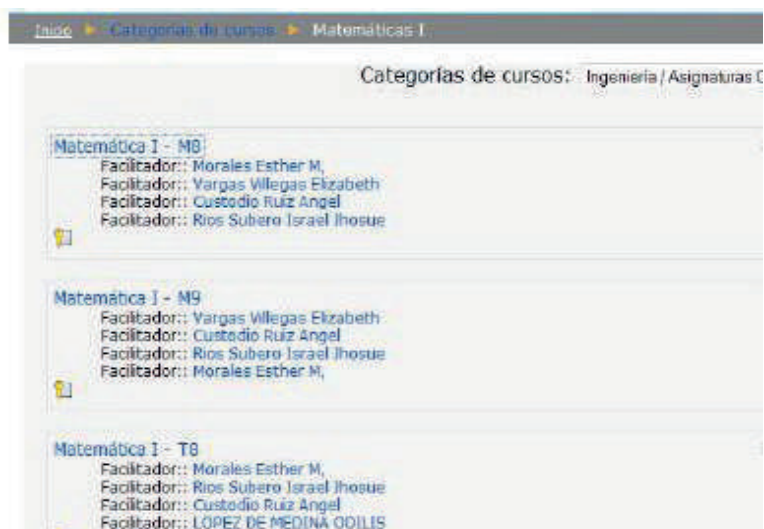 Inicio ► Categorías de cursos ► Matemáticas I
Categorías de cursos: Ingeniería / Asignaturas C
Matemática I - M8
Facilitador:: Morales Esther M,
Facilitador:: Vargas Villegas Elizabeth
Facilitador:: Custodio Ruiz Angel
Facilitador:: Rios Subero Israel Jhosue
Matemática I - M9
Facilitador:: Vargas Villegas Elizabeth
Facilitador:: Custodio Ruiz Angel
Facilitador:: Rios Subero Israel Jhosue
Facilitador:: Morales Esther M,
Matemática I - T8
Facilitador:: Morales Esther M,
Facilitador:: Rios Subero Israel Jhosue
Facilitador:: Custodio Ruiz Angel
Facilitador:: LOPEZ DE MEDINA ODILIS